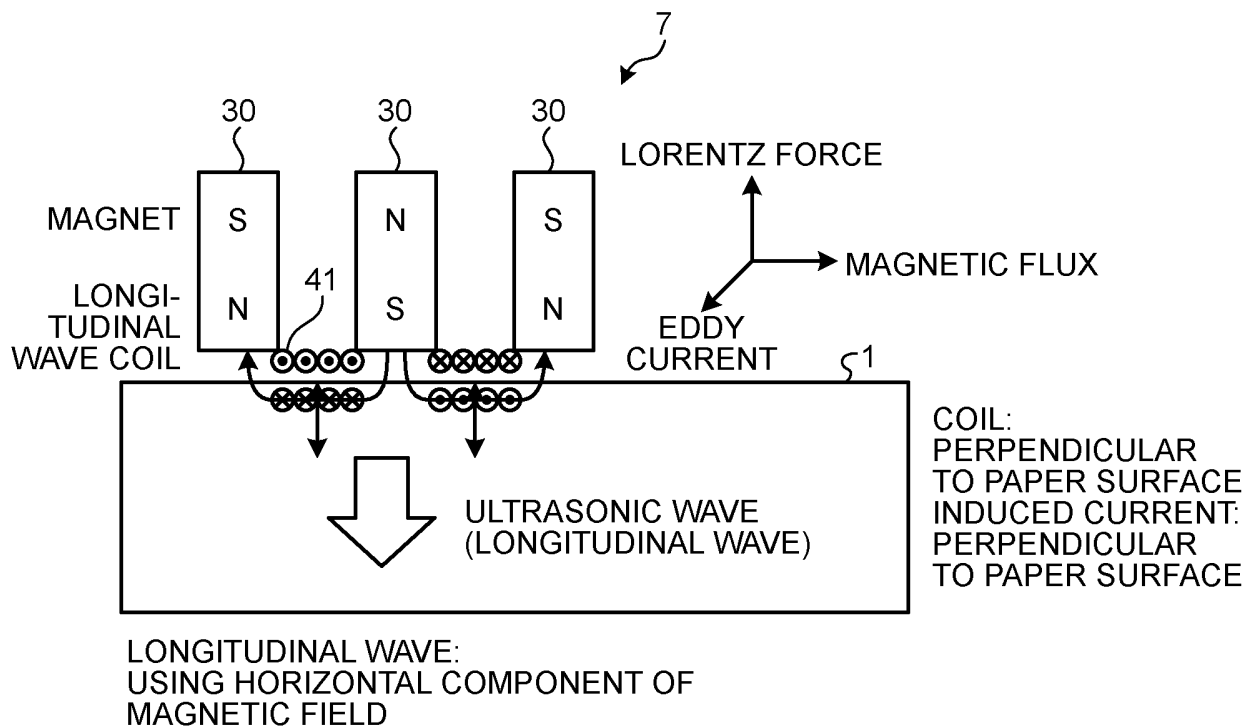 7
30 30 30
LORENTZ FORCE
MAGNET
S N S
MAGNETIC FLUX
LONGI-
TUDINAL
WAVE COIL
41
N S N
EDDY
CURRENT
1
COIL:
PERPENDICULAR
TO PAPER SURFACE
INDUCED CURRENT:
PERPENDICULAR
TO PAPER SURFACE
ULTRASONIC WAVE
(LONGITUDINAL WAVE)
LONGITUDINAL WAVE:
USING HORIZONTAL COMPONENT OF
MAGNETIC FIELD